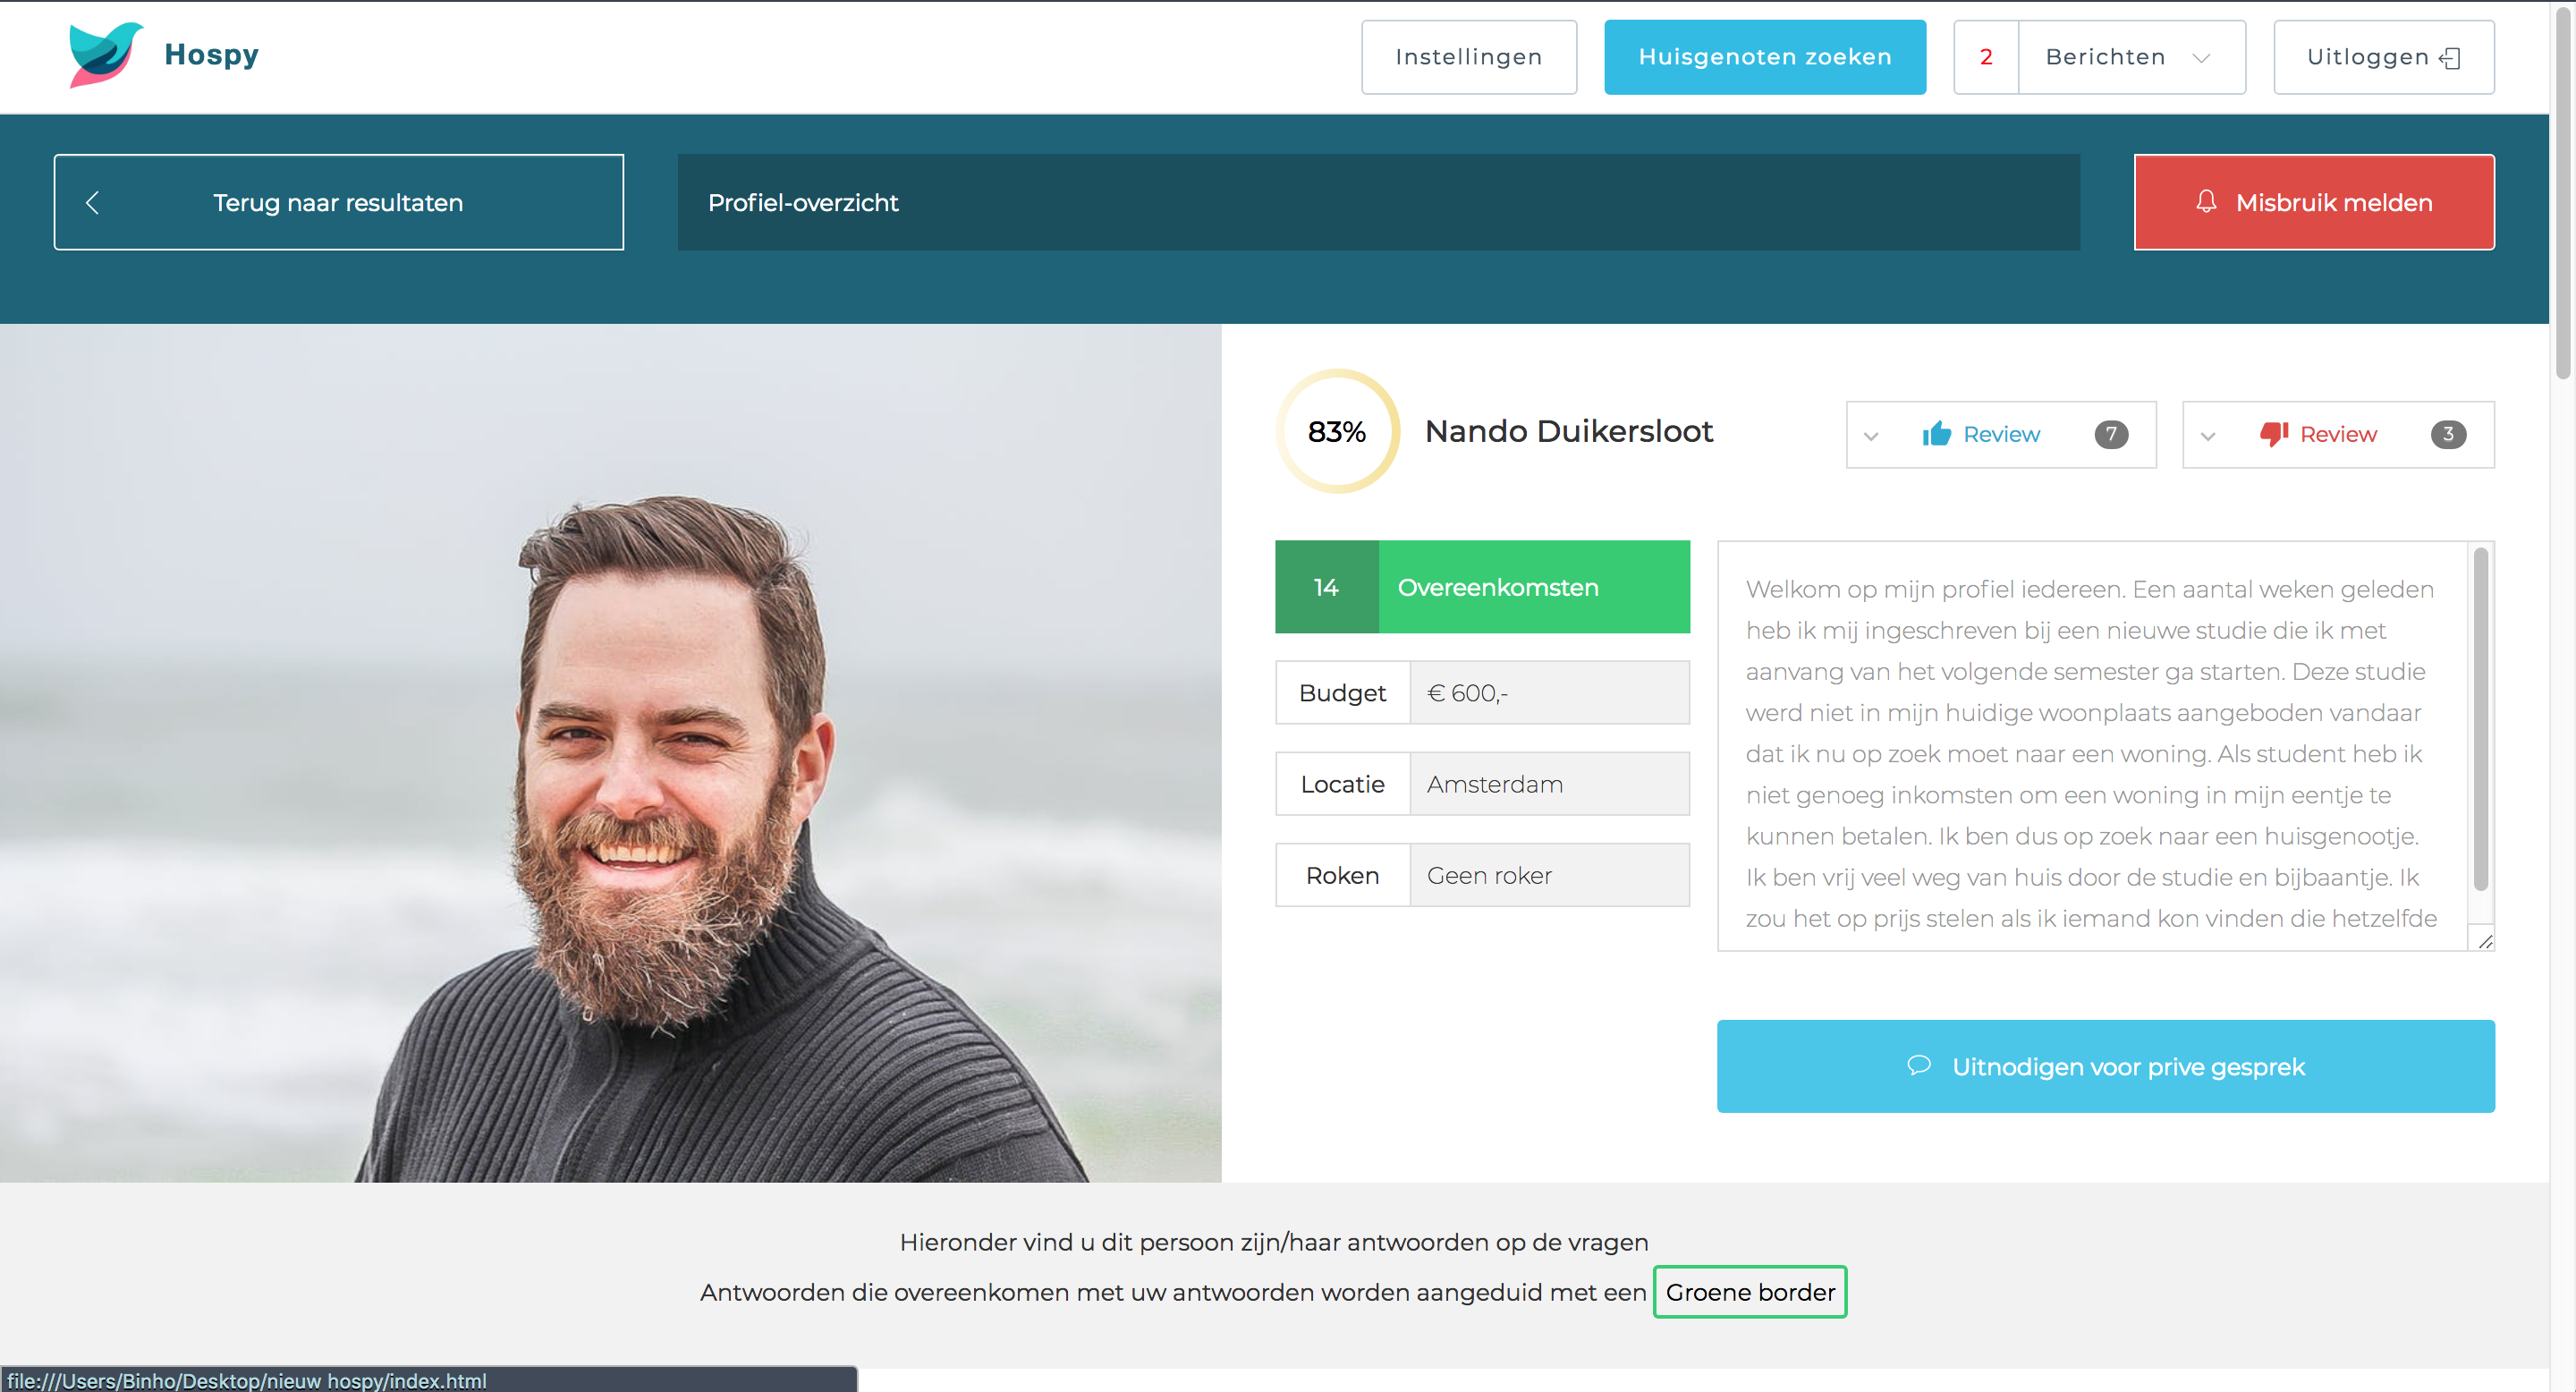 Hospy
Instellingen
Huisgenoten zoeken
2 Berichten
Uitloggen
Terug naar resultaten
Profiel-overzicht
Misbruik melden
83%
Nando Duikersloot
Review 7
Review 3
14 Overeenkomsten
Budget € 600,-
Locatie Amsterdam
Roken Geen roker
Welkom op mijn profiel iedereen. Een aantal weken geleden
heb ik mij ingeschreven bij een nieuwe studie die ik met
aanvang van het volgende semester ga starten. Deze studie
werd niet in mijn huidige woonplaats aangeboden vandaar
dat ik nu op zoek moet naar een woning. Als student heb ik
niet genoeg inkomsten om een woning in mijn eentje te
kunnen betalen. Ik ben dus op zoek naar een huisgenootje.
Ik ben vrij veel weg van huis door de studie en bijbaantje. Ik
zou het op prijs stelen als ik iemand kon vinden die hetzelfde
Uitnodigen voor prive gesprek
Hieronder vind u dit persoon zijn/haar antwoorden op de vragen
Antwoorden die overeenkomen met uw antwoorden worden aangeduid met een Groene border
file:///Users/Binho/Desktop/nieuw hospy/index.html